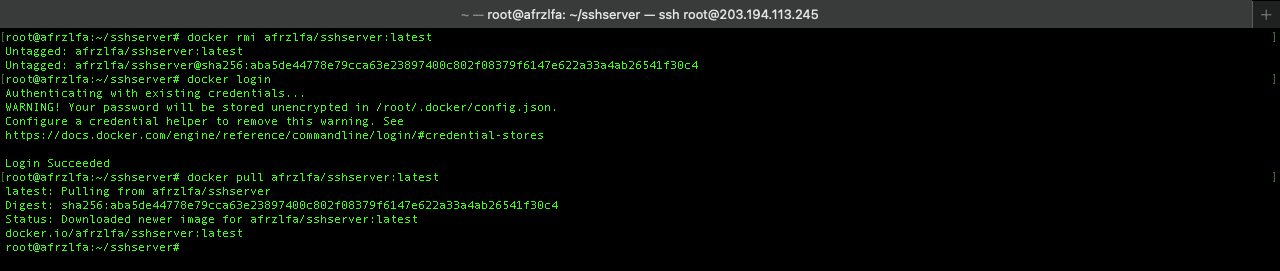 ~ — root@afrzlfa: ~/sshserver — ssh root@203.194.113.245
[root@afrzlfa:~/sshserver# docker rmi afrzlfa/sshserver:latest ]
Untagged: afrzlfa/sshserver:latest
Untagged: afrzlfa/sshserver@sha256:aba5de44778e79cca63e23897400c802f08379f6147e622a33a4ab26541f30c4
[root@afrzlfa:~/sshserver# docker login ]
Authenticating with existing credentials...
WARNING! Your password will be stored unencrypted in /root/.docker/config.json.
Configure a credential helper to remove this warning. See
https://docs.docker.com/engine/reference/commandline/login/#credential-stores
Login Succeeded
[root@afrzlfa:~/sshserver# docker pull afrzlfa/sshserver:latest ]
latest: Pulling from afrzlfa/sshserver
Digest: sha256:aba5de44778e79cca63e23897400c802f08379f6147e622a33a4ab26541f30c4
Status: Downloaded newer image for afrzlfa/sshserver:latest
docker.io/afrzlfa/sshserver:latest
root@afrzlfa:~/sshserver#